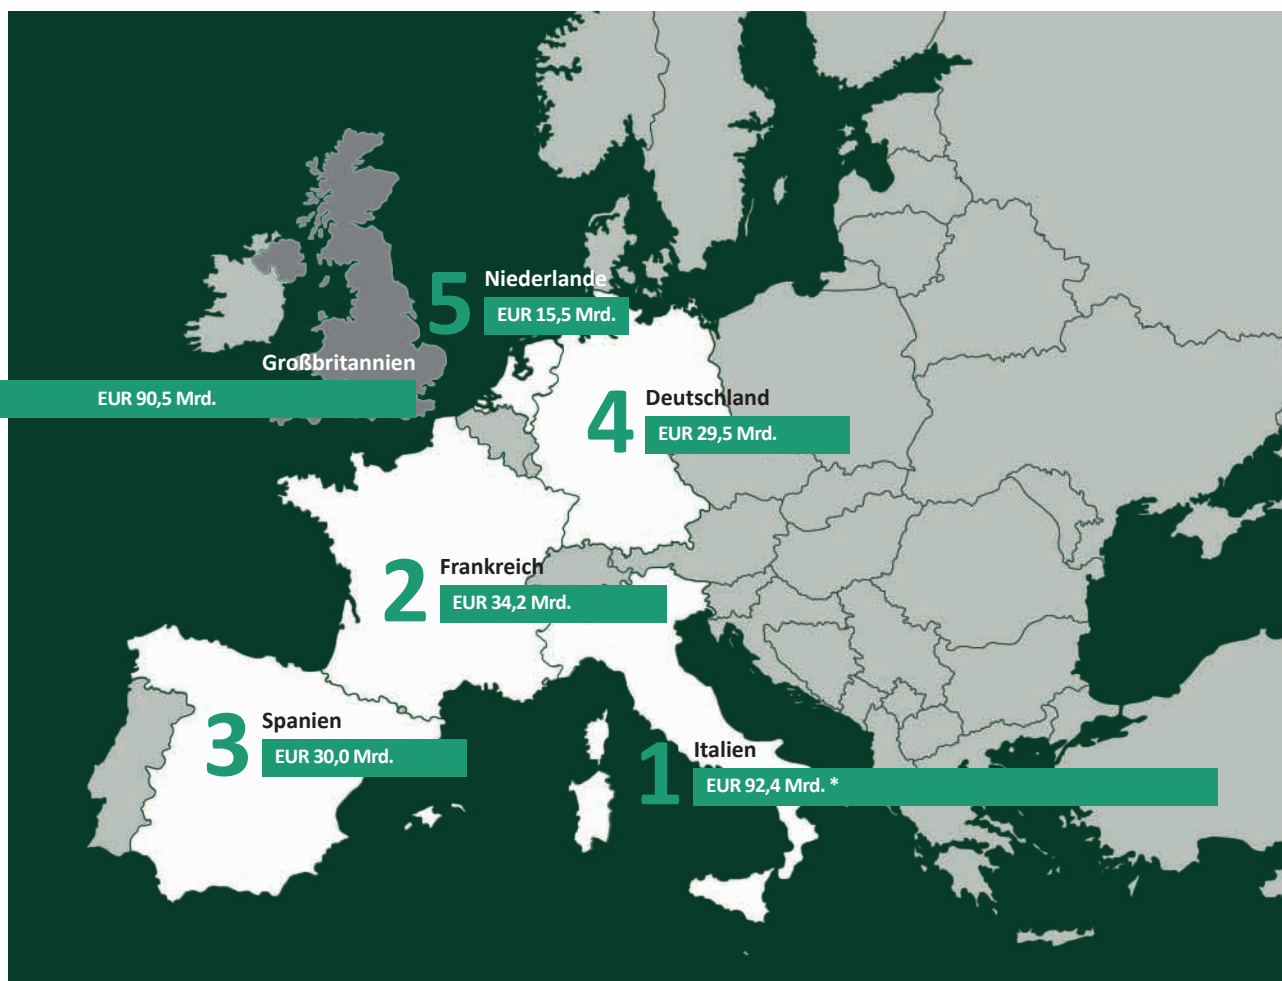 5
Niederlande
EUR 15,5 Mrd.
Großbritannien
EUR 90,5 Mrd.
4
Deutschland
EUR 29,5 Mrd.
2
Frankreich
EUR 34,2 Mrd.
3
Spanien
EUR 30,0 Mrd.
1
Italien
EUR 92,4 Mrd. *